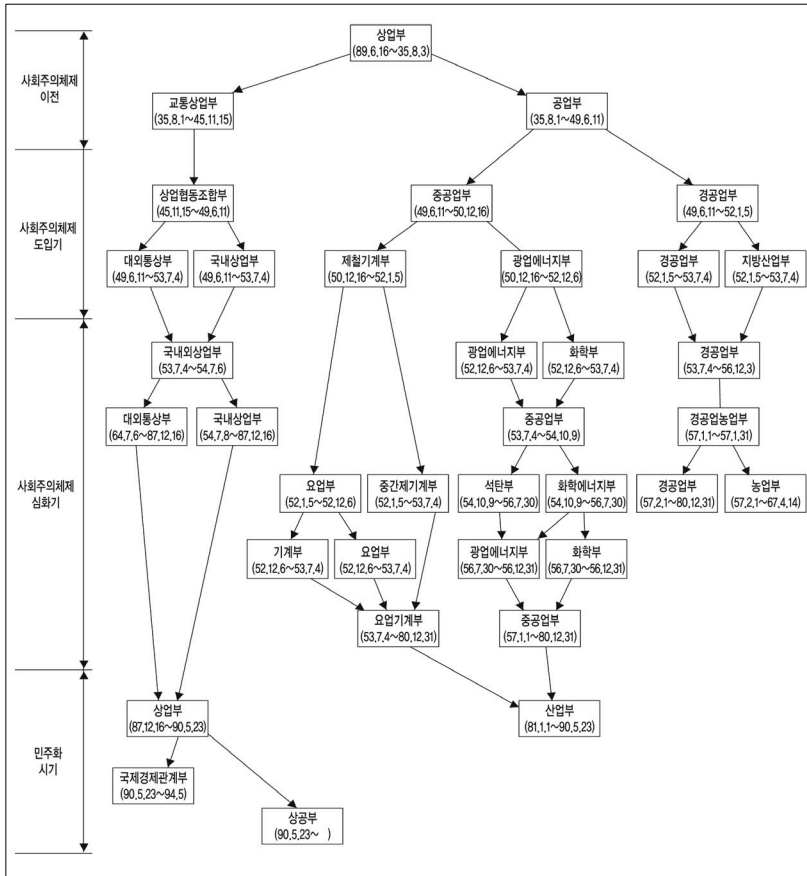 상업부
(89.6.16~35.8.3)
사회주의체제
이전
교통상업부
(35.8.1~45.11.15)
공업부
(35.8.1~49.6.11)
사회주의체제
도입기
상업협동조합부
(45.11.15~49.6.11)
중공업부
(49.6.11~50.12.16)
경공업부
(49.6.11~52.1.5)
대외통상부
(49.6.11~53.7.4)
국내상업부
(49.6.11~53.7.4)
제철기계부
(50.12.16~52.1.5)
광업에너지부
(50.12.16~52.12.6)
경공업부
(52.1.5~53.7.4)
지방산업부
(52.1.5~53.7.4)
사회주의체제
심화기
국내외상업부
(53.7.4~54.7.6)
광업에너지부
(52.12.6~53.7.4)
화학부
(52.12.6~53.7.4)
경공업부
(53.7.4~56.12.3)
대외통상부
(64.7.6~87.12.16)
국내상업부
(54.7.8~87.12.16)
중공업부
(53.7.4~54.10.9)
경공업농업부
(57.1.1~57.1.31)
요업부
(52.1.5~52.12.6)
중간제기계부
(52.1.5~53.7.4)
석탄부
(54.10.9~56.7.30)
화학에너지부
(54.10.9~56.7.30)
경공업부
(57.2.1~80.12.31)
농업부
(57.2.1~67.4.14)
기계부
(52.12.6~53.7.4)
요업부
(52.12.6~53.7.4)
광업에너지부
(56.7.30~56.12.31)
화학부
(56.7.30~56.12.31)
요업기계부
(53.7.4~80.12.31)
중공업부
(57.1.1~80.12.31)
민주화
시기
상업부
(87.12.16~90.5.23)
산업부
(81.1.1~90.5.23)
국제경제관계부
(90.5.23~94.5)
상공부
(90.5.23~ )